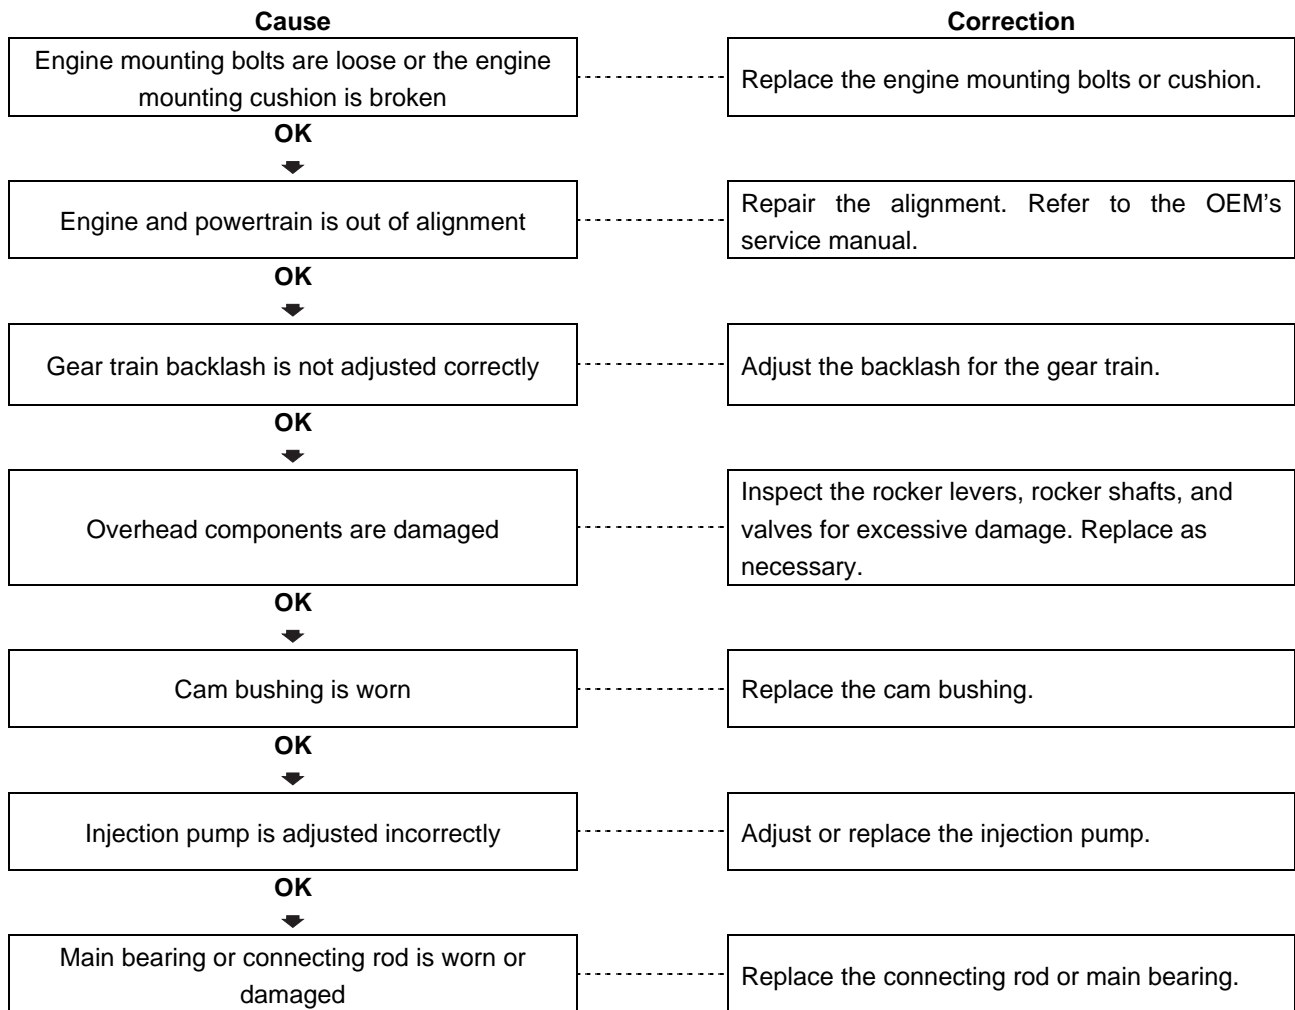 Cause
Correction
Engine mounting bolts are loose or the engine
mounting cushion is broken
Replace the engine mounting bolts or cushion.
OK
Engine and powertrain is out of alignment
Repair the alignment. Refer to the OEM's
service manual.
OK
Gear train backlash is not adjusted correctly
Adjust the backlash for the gear train.
OK
Overhead components are damaged
Inspect the rocker levers, rocker shafts, and
valves for excessive damage. Replace as
necessary.
OK
Cam bushing is worn
Replace the cam bushing.
OK
Injection pump is adjusted incorrectly
Adjust or replace the injection pump.
OK
Main bearing or connecting rod is worn or
damaged
Replace the connecting rod or main bearing.